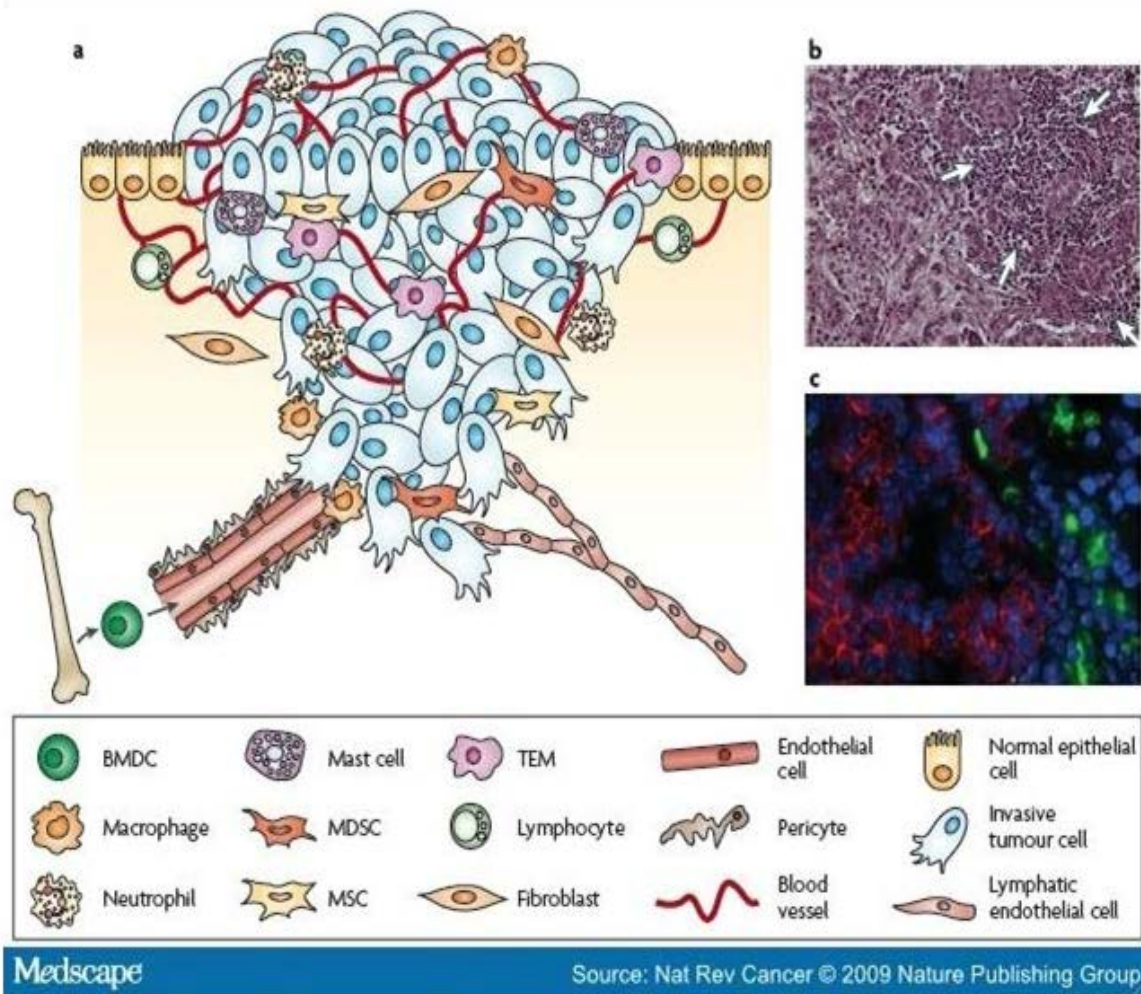 a
b
c
BMDC
Mast cell
TEM
Endothelial
cell
Normal epithelial
cell
Macrophage
MDSC
Lymphocyte
Pericyte
Invasive
tumour cell
Neutrophil
MSC
Fibroblast
Blood
vessel
Lymphatic
endothelial cell
Medscape
Source: Nat Rev Cancer © 2009 Nature Publishing Group